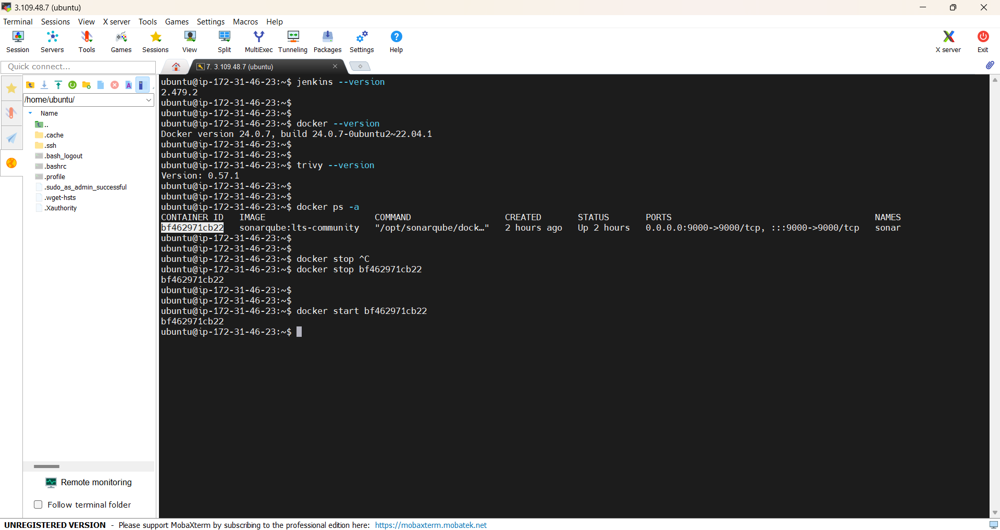 3.109.48.7 (ubuntu)
Terminal Sessions View X server Tools Games Settings Macros Help
Session Servers Tools Games Sessions View Split MultiExec Tunneling Packages Settings Help X server Exit
Quick connect...
7. 3.109.48.7 (ubuntu)
/home/ubuntu/
Name
..
.cache
.ssh
.bash_logout
.bashrc
.profile
.sudo_as_admin_successful
.wget-hsts
.Xauthority
Remote monitoring
Follow terminal folder
ubuntu@ip-172-31-46-23:~$ jenkins --version
2.479.2
ubuntu@ip-172-31-46-23:~$
ubuntu@ip-172-31-46-23:~$
ubuntu@ip-172-31-46-23:~$ docker --version
Docker version 24.0.7, build 24.0.7-0ubuntu2~22.04.1
ubuntu@ip-172-31-46-23:~$
ubuntu@ip-172-31-46-23:~$
ubuntu@ip-172-31-46-23:~$ trivy --version
Version: 0.57.1
ubuntu@ip-172-31-46-23:~$
ubuntu@ip-172-31-46-23:~$
ubuntu@ip-172-31-46-23:~$ docker ps -a
CONTAINER ID IMAGE COMMAND CREATED STATUS PORTS NAMES
bf462971cb22 sonarqube:lts-community "/opt/sonarqube/dock…" 2 hours ago Up 2 hours 0.0.0.0:9000->9000/tcp, :::9000->9000/tcp sonar
ubuntu@ip-172-31-46-23:~$
ubuntu@ip-172-31-46-23:~$
ubuntu@ip-172-31-46-23:~$ docker stop ^C
ubuntu@ip-172-31-46-23:~$ docker stop bf462971cb22
bf462971cb22
ubuntu@ip-172-31-46-23:~$
ubuntu@ip-172-31-46-23:~$
ubuntu@ip-172-31-46-23:~$ docker start bf462971cb22
bf462971cb22
ubuntu@ip-172-31-46-23:~$
UNREGISTERED VERSION - Please support MobaXterm by subscribing to the professional edition here: https://mobaxterm.mobatek.net